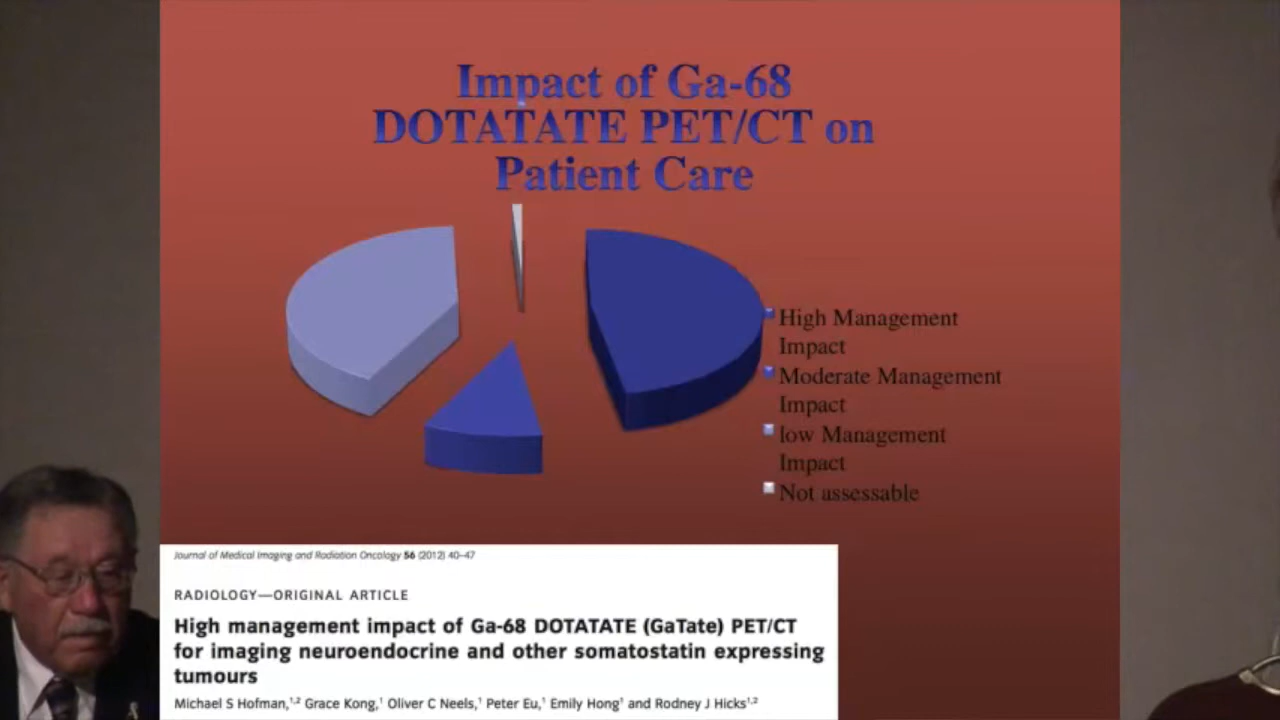 Impact of Ga-68
DOTATATE PET/CT on
Patient Care
High Management
Impact
Moderate Management
Impact
low Management
Impact
Not assessable
Journal of Medical Imaging and Radiation Oncology 56 (2012) 40–47
RADIOLOGY—ORIGINAL ARTICLE
High management impact of Ga-68 DOTATATE (GaTate) PET/CT
for imaging neuroendocrine and other somatostatin expressing
tumours
Michael S Hofman,1,2 Grace Kong,1 Oliver C Neels,1 Peter Eu,1 Emily Hong1 and Rodney J Hicks1,2